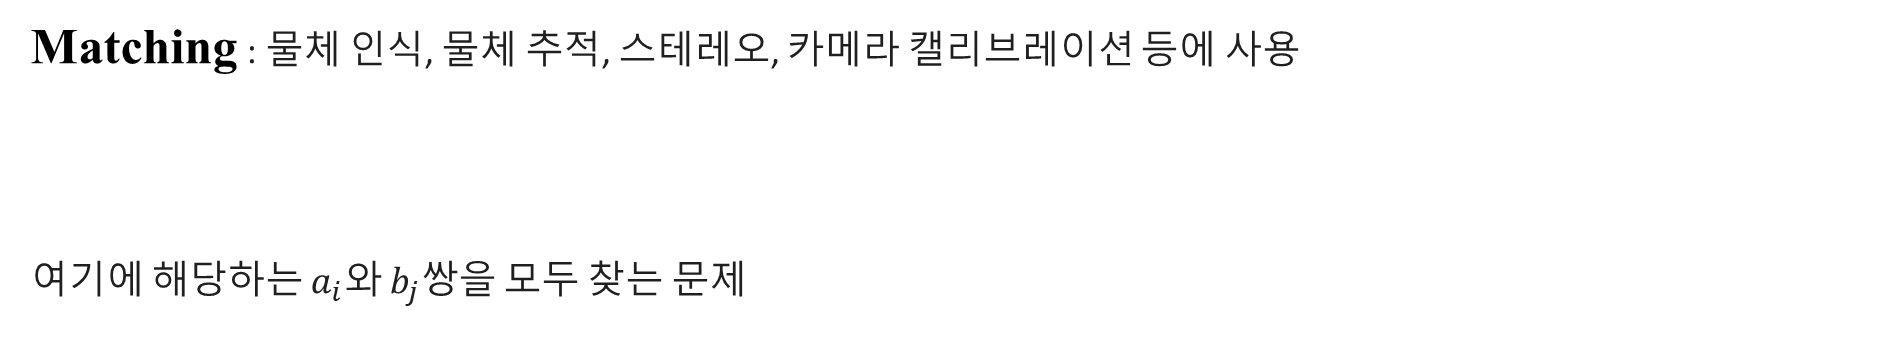 Matching : 물체 인식, 물체 추적, 스테레오, 카메라 캘리브레이션 등에 사용
여기에 해당하는 aᵢ와 bⱼ쌍을 모두 찾는 문제